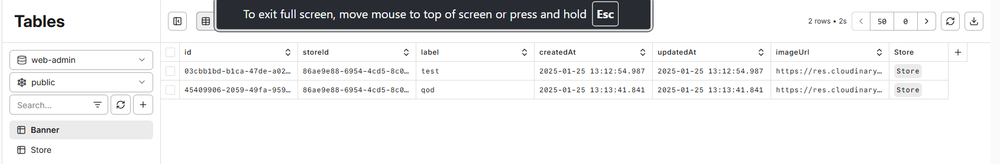 Tables
To exit full screen, move mouse to top of screen or press and hold Esc
2 rows • 2s
50
0
web-admin
public
Search...
Banner
Store
id storeId label createdAt updatedAt imageUrl Store
03cbb1bd-b1ca-47de-a02… 86ae9e88-6954-4cd5-8c0… test 2025-01-25 13:12:54.987 2025-01-25 13:12:54.987 https://res.cloudinary… Store
45409906-2059-49fa-959… 86ae9e88-6954-4cd5-8c0… qod 2025-01-25 13:13:41.841 2025-01-25 13:13:41.841 https://res.cloudinary… Store